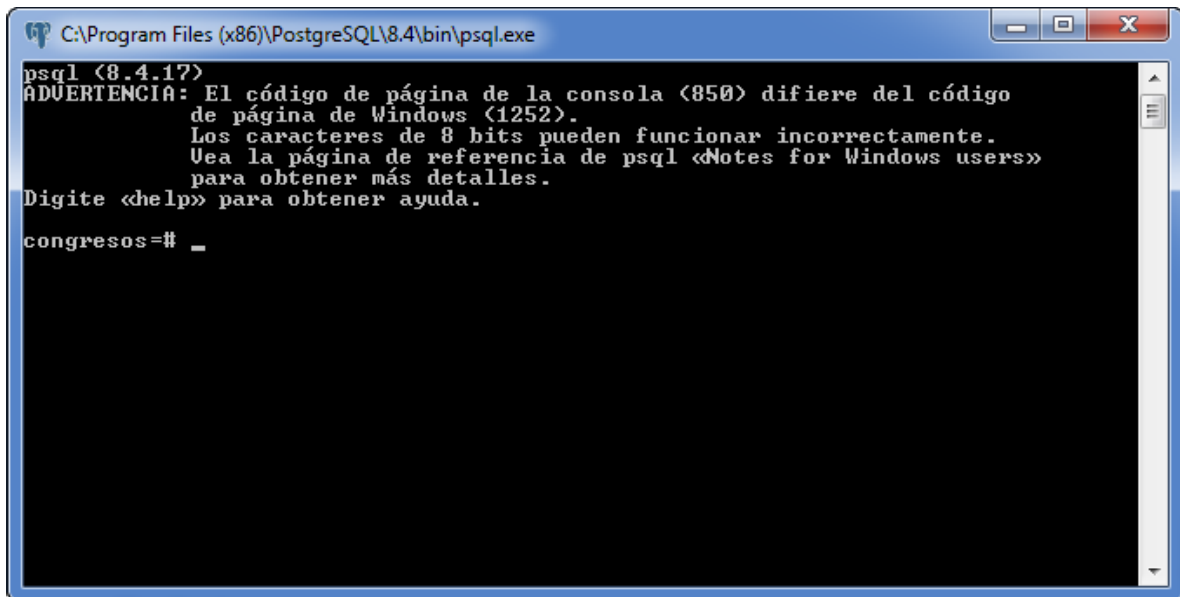 C:\Program Files (x86)\PostgreSQL\8.4\bin\psql.exe
psql (8.4.17)
ADVERTENCIA: El código de página de la consola (850) difiere del código
de página de Windows (1252).
Los caracteres de 8 bits pueden funcionar incorrectamente.
Vea la página de referencia de psql «Notes for Windows users»
para obtener más detalles.
Digite «help» para obtener ayuda.
congresos=# _